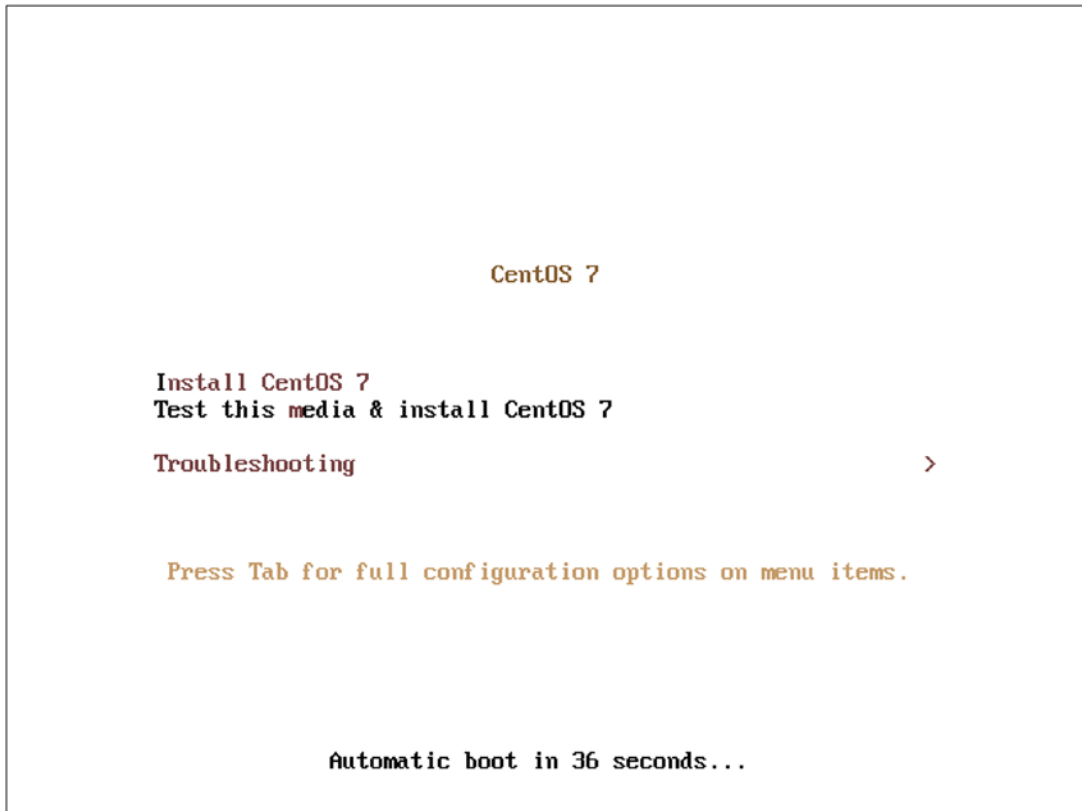 CentOS 7
Install CentOS 7
Test this media & install CentOS 7
Troubleshooting >
Press Tab for full configuration options on menu items.
Automatic boot in 36 seconds...